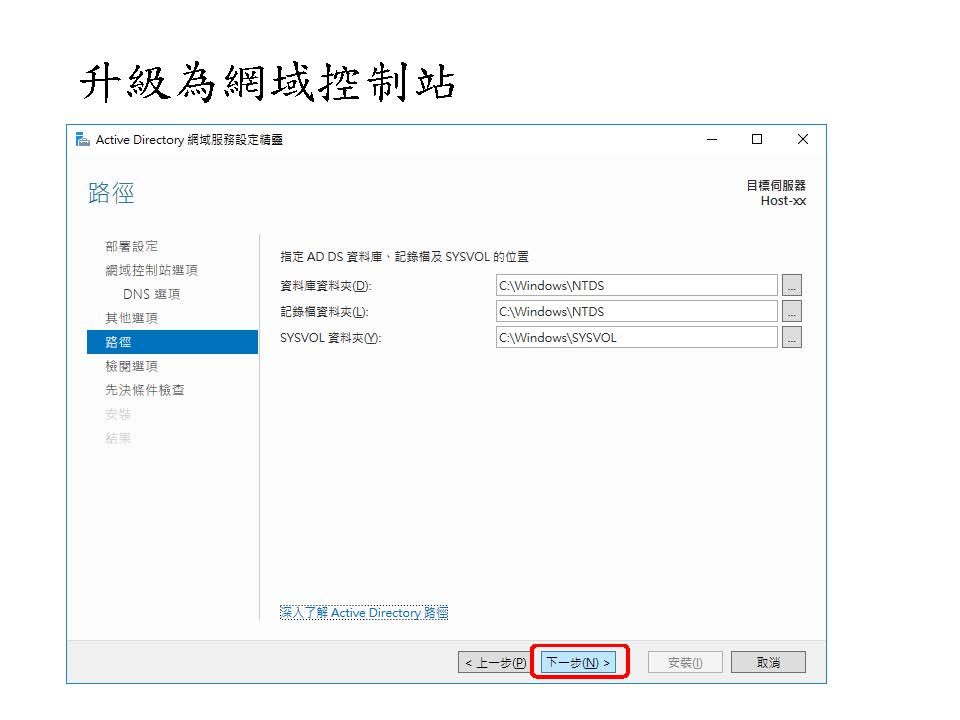 升級為網域控制站
Active Directory 網域服務設定精靈
路徑
目標伺服器
Host-xx
部署設定
網域控制站選項
DNS 選項
其他選項
路徑
檢閱選項
先決條件檢查
安裝
結果
指定 AD DS 資料庫、記錄檔及 SYSVOL 的位置
資料庫資料夾(D): C:\Windows\NTDS ...
記錄檔資料夾(L): C:\Windows\NTDS ...
SYSVOL 資料夾(Y): C:\Windows\SYSVOL ...
深入了解 Active Directory 路徑
< 上一步(P) 下一步(N) > 安裝(I) 取消